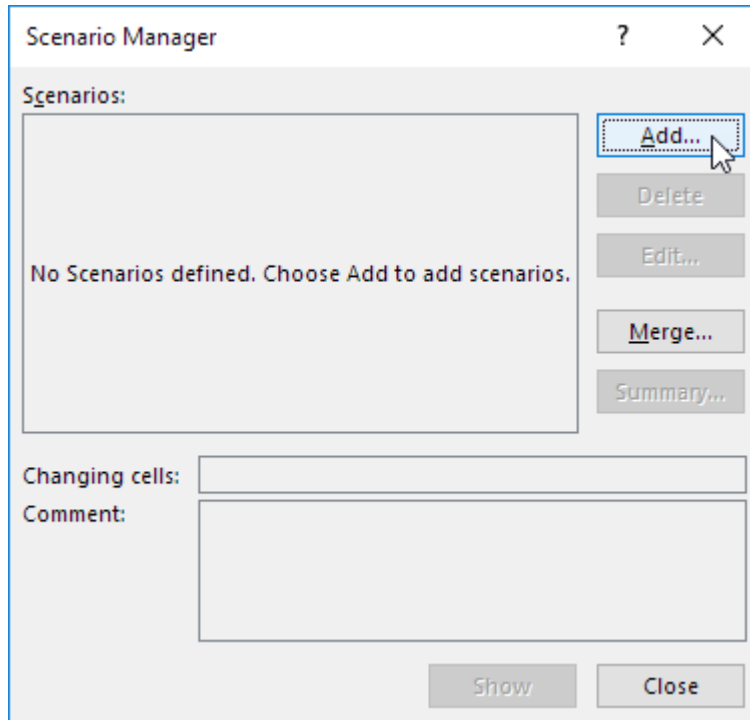 Scenario Manager
?
Scenarios:
Add...
Delete
No Scenarios defined. Choose Add to add scenarios.
Edit...
Merge...
Summary...
Changing cells:
Comment:
Show
Close